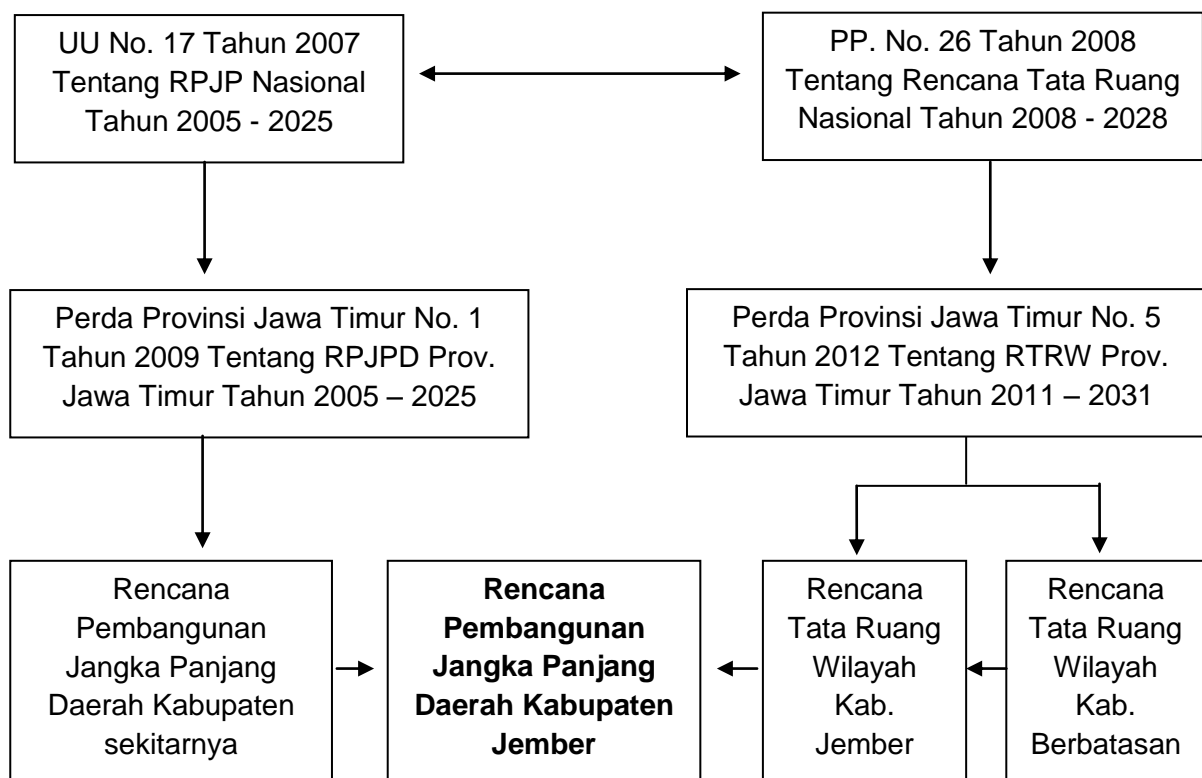 UU No. 17 Tahun 2007
Tentang RPJP Nasional
Tahun 2005 - 2025
PP. No. 26 Tahun 2008
Tentang Rencana Tata Ruang
Nasional Tahun 2008 - 2028
Perda Provinsi Jawa Timur No. 1
Tahun 2009 Tentang RPJPD Prov.
Jawa Timur Tahun 2005 – 2025
Perda Provinsi Jawa Timur No. 5
Tahun 2012 Tentang RTRW Prov.
Jawa Timur Tahun 2011 – 2031
Rencana
Pembangunan
Jangka Panjang
Daerah Kabupaten
sekitarnya
Rencana
Pembangunan
Jangka Panjang
Daerah Kabupaten
Jember
Rencana
Tata Ruang
Wilayah
Kab.
Jember
Rencana
Tata Ruang
Wilayah
Kab.
Berbatasan